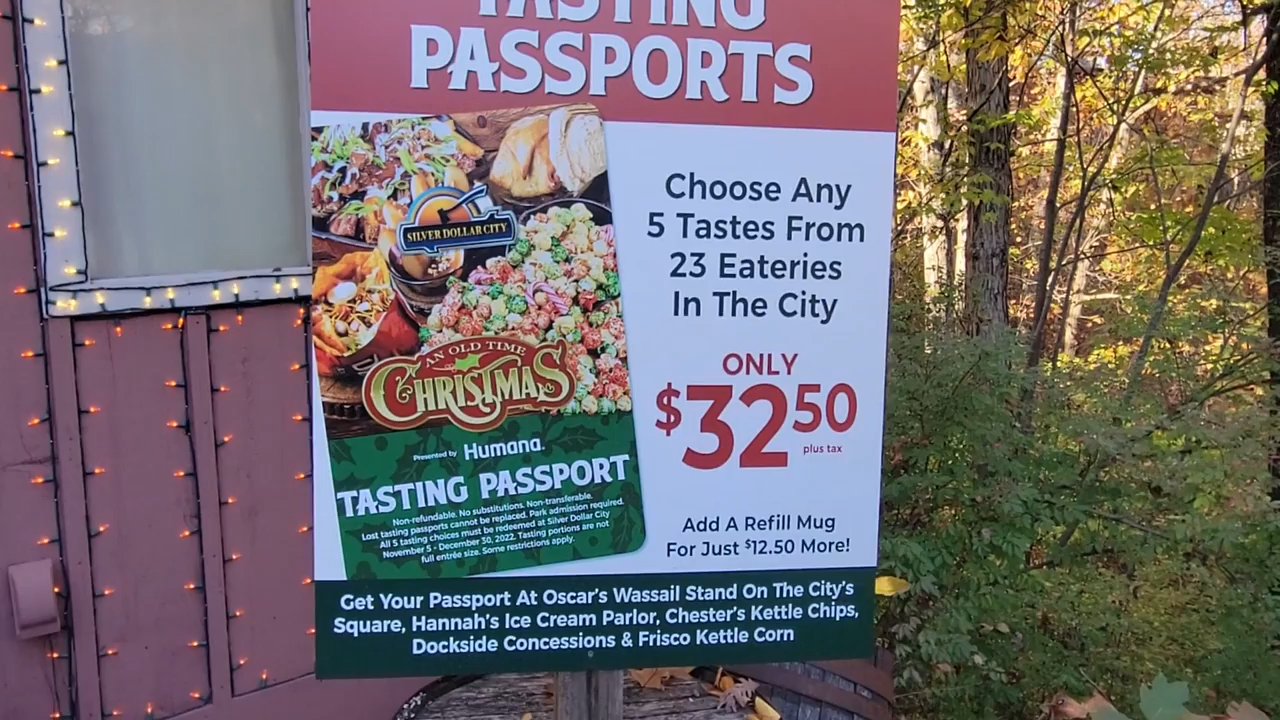 TASTING
PASSPORTS
SILVER DOLLAR CITY
AN OLD TIME
CHRISTMAS
Presented by Humana.
TASTING PASSPORT
Non-refundable. No substitutions. Non-transferable.
Lost tasting passports cannot be replaced. Park admission required.
All 5 tasting choices must be redeemed at Silver Dollar City
November 5 - December 30, 2022. Tasting portions are not
full entrée size. Some restrictions apply.
Choose Any
5 Tastes From
23 Eateries
In The City
ONLY
$32.50
plus tax
Add A Refill Mug
For Just $12.50 More!
Get Your Passport At Oscar's Wassail Stand On The City's
Square, Hannah's Ice Cream Parlor, Chester's Kettle Chips,
Dockside Concessions & Frisco Kettle Corn